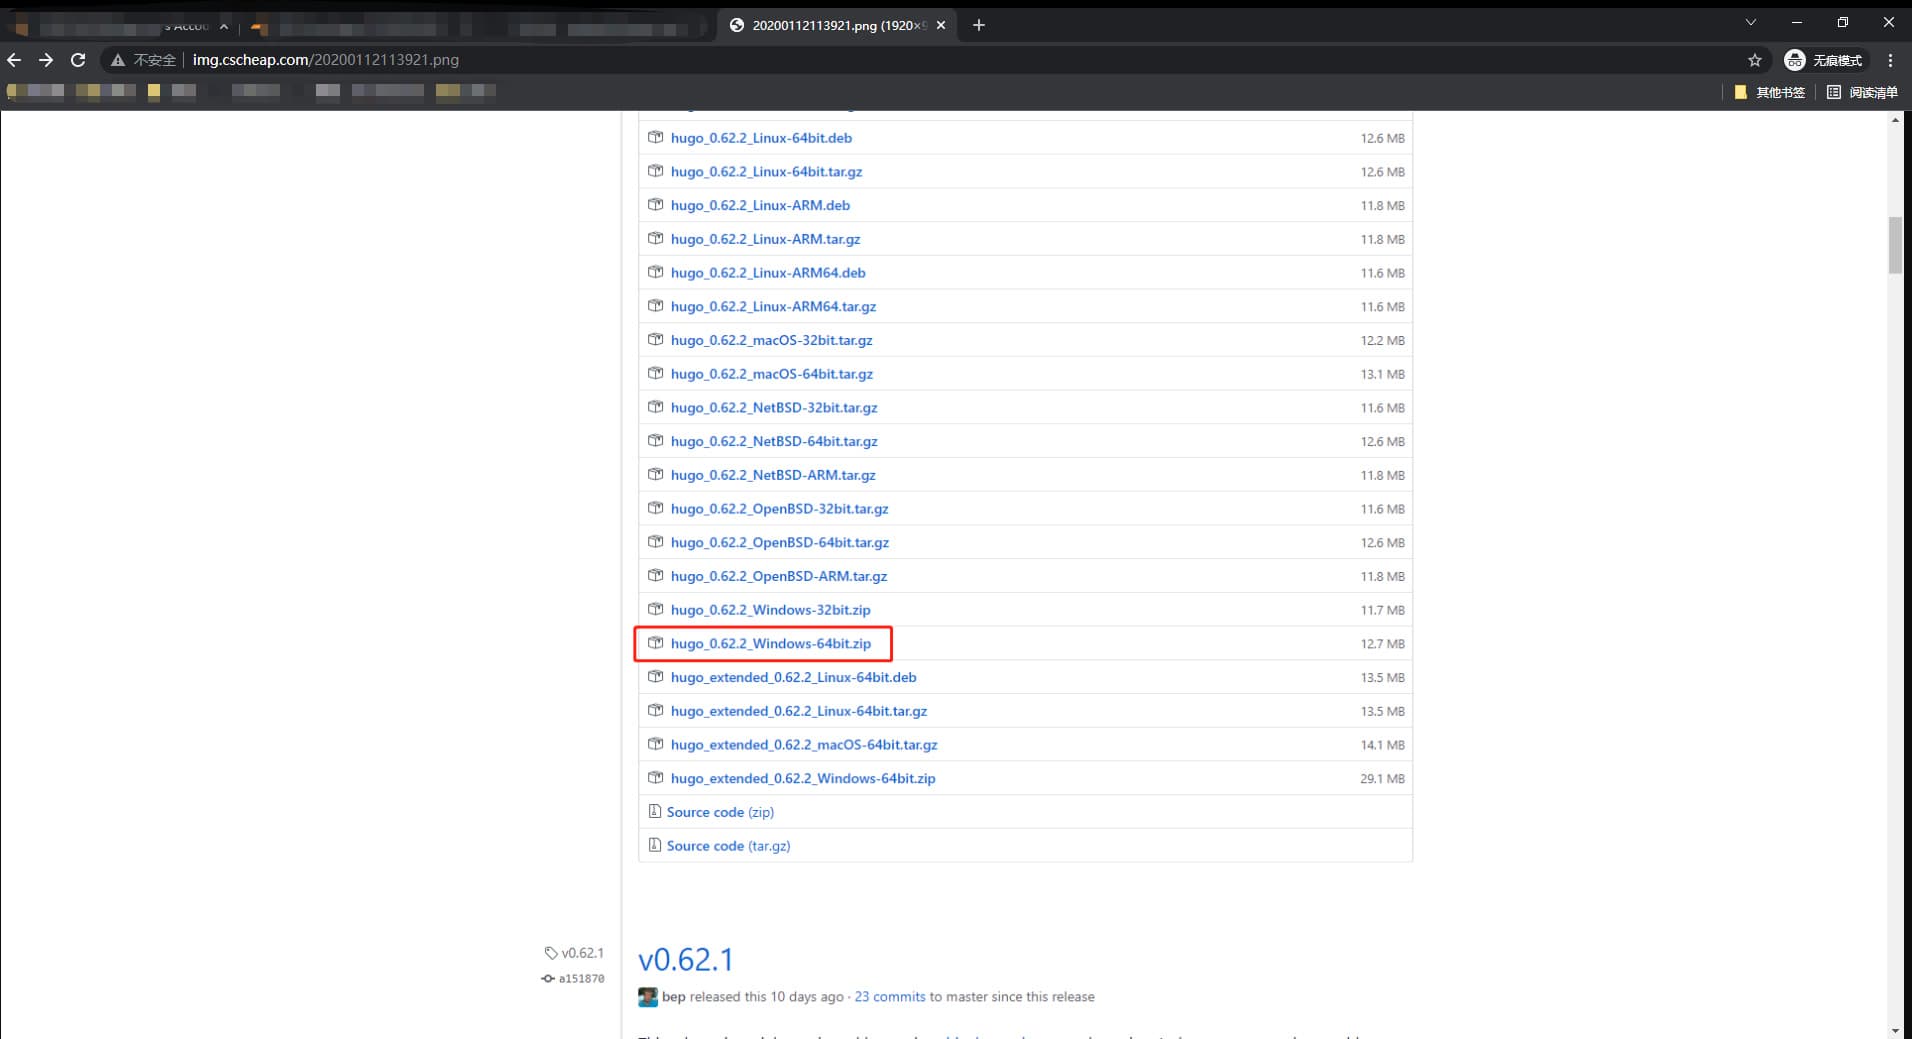 20200112113921.png (1920×9
不安全 img.cscheap.com/20200112113921.png
无痕模式
其他书签
阅读清单
hugo_0.62.2_Linux-64bit.deb 12.6 MB
hugo_0.62.2_Linux-64bit.tar.gz 12.6 MB
hugo_0.62.2_Linux-ARM.deb 11.8 MB
hugo_0.62.2_Linux-ARM.tar.gz 11.8 MB
hugo_0.62.2_Linux-ARM64.deb 11.6 MB
hugo_0.62.2_Linux-ARM64.tar.gz 11.6 MB
hugo_0.62.2_macOS-32bit.tar.gz 12.2 MB
hugo_0.62.2_macOS-64bit.tar.gz 13.1 MB
hugo_0.62.2_NetBSD-32bit.tar.gz 11.6 MB
hugo_0.62.2_NetBSD-64bit.tar.gz 12.6 MB
hugo_0.62.2_NetBSD-ARM.tar.gz 11.8 MB
hugo_0.62.2_OpenBSD-32bit.tar.gz 11.6 MB
hugo_0.62.2_OpenBSD-64bit.tar.gz 12.6 MB
hugo_0.62.2_OpenBSD-ARM.tar.gz 11.8 MB
hugo_0.62.2_Windows-32bit.zip 11.7 MB
hugo_0.62.2_Windows-64bit.zip 12.7 MB
hugo_extended_0.62.2_Linux-64bit.deb 13.5 MB
hugo_extended_0.62.2_Linux-64bit.tar.gz 13.5 MB
hugo_extended_0.62.2_macOS-64bit.tar.gz 14.1 MB
hugo_extended_0.62.2_Windows-64bit.zip 29.1 MB
Source code (zip)
Source code (tar.gz)
v0.62.1
a151870
v0.62.1
bep released this 10 days ago · 23 commits to master since this release